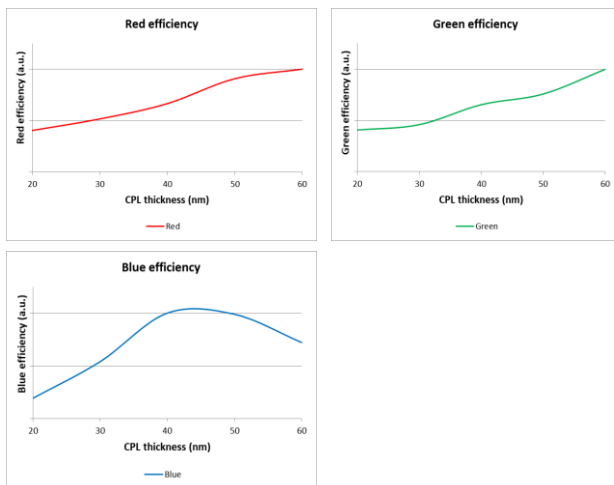 Red efficiency
Red efficiency (a.u.)
20 30 40 50 60
CPL thickness (nm)
Red
Green efficiency
Green efficiency (a.u.)
20 30 40 50 60
CPL thickness (nm)
Green
Blue efficiency
Blue efficiency (a.u.)
20 30 40 50 60
CPL thickness (nm)
Blue